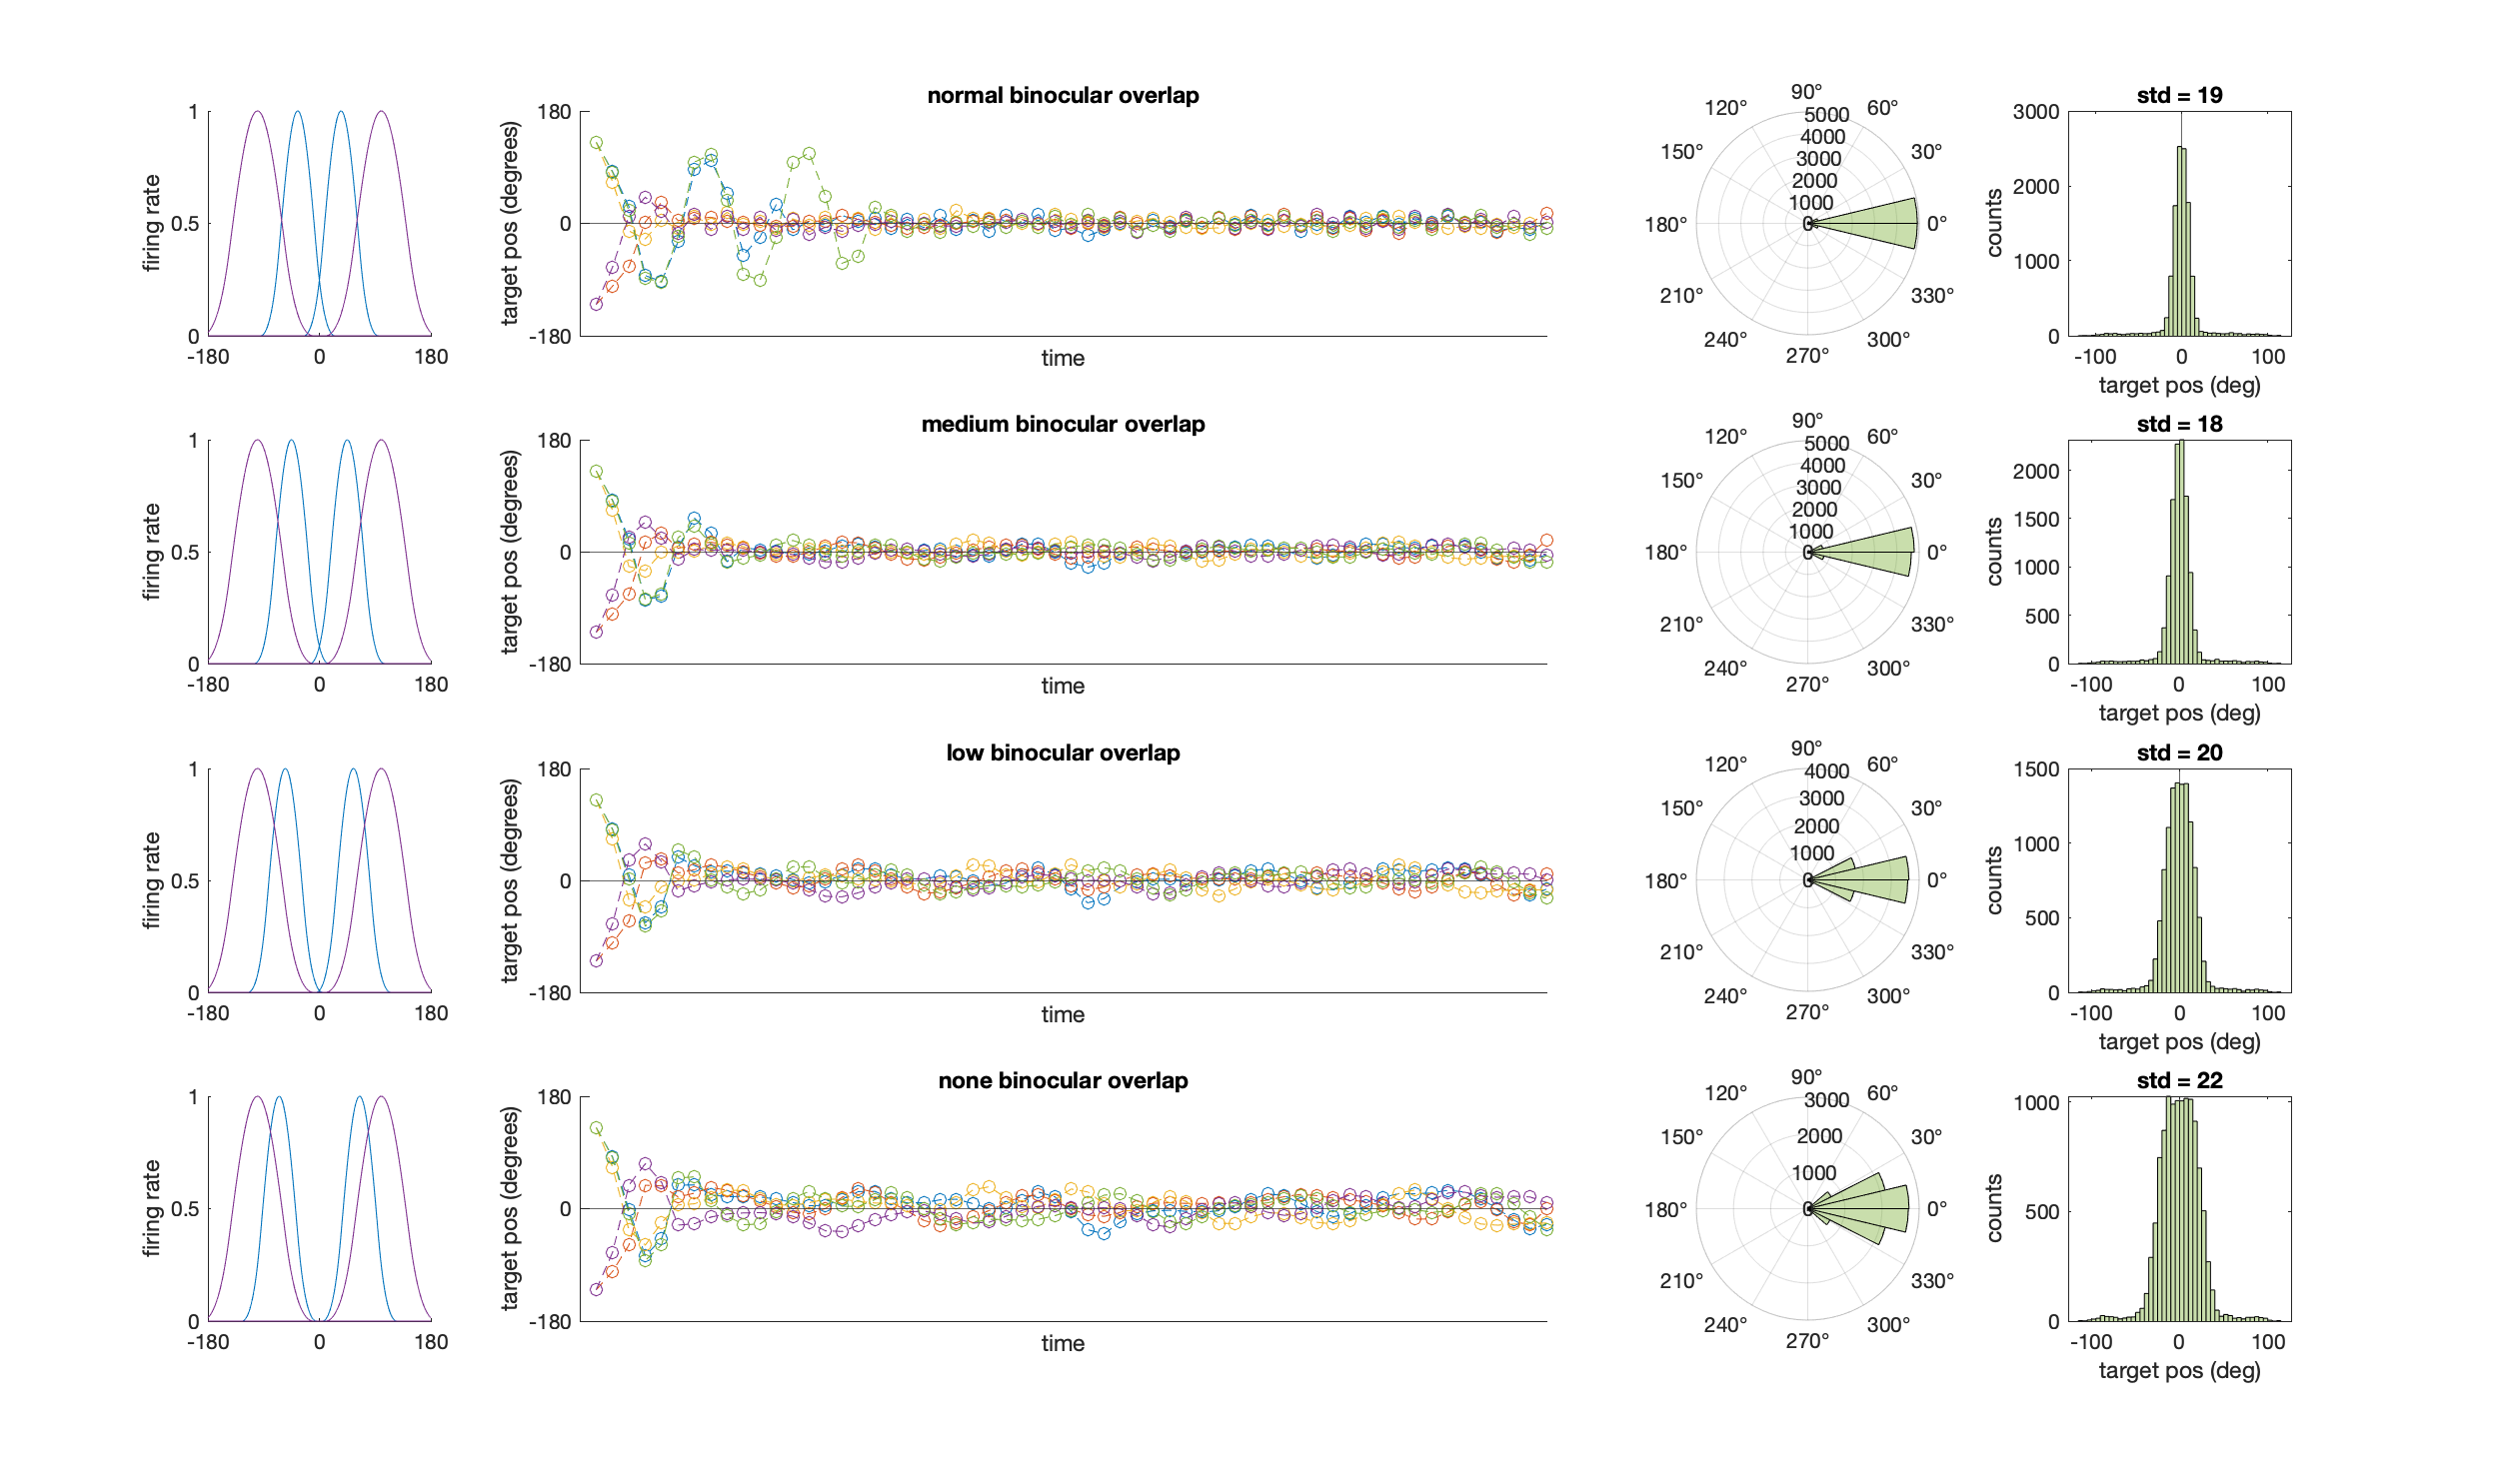 normal binocular overlap
std = 19
firing rate
1
0.5
0
-180 0 180
target pos (degrees)
180
0
-180
time
90°
120° 60°
150° 30°
180° 0°
210° 330°
240° 300°
270°
5000
4000
3000
2000
1000
0
counts
3000
2000
1000
0
-100 0 100
target pos (deg)
medium binocular overlap
std = 18
firing rate
1
0.5
0
-180 0 180
target pos (degrees)
180
0
-180
time
90°
120° 60°
150° 30°
180° 0°
210° 330°
240° 300°
270°
5000
4000
3000
2000
1000
0
counts
2000
1500
1000
500
0
-100 0 100
target pos (deg)
low binocular overlap
std = 20
firing rate
1
0.5
0
-180 0 180
target pos (degrees)
180
0
-180
time
90°
120° 60°
150° 30°
180° 0°
210° 330°
240° 300°
270°
4000
3000
2000
1000
0
counts
1500
1000
500
0
-100 0 100
target pos (deg)
none binocular overlap
std = 22
firing rate
1
0.5
0
-180 0 180
target pos (degrees)
180
0
-180
time
90°
120° 60°
150° 30°
180° 0°
210° 330°
240° 300°
270°
3000
2000
1000
0
counts
1000
500
0
-100 0 100
target pos (deg)